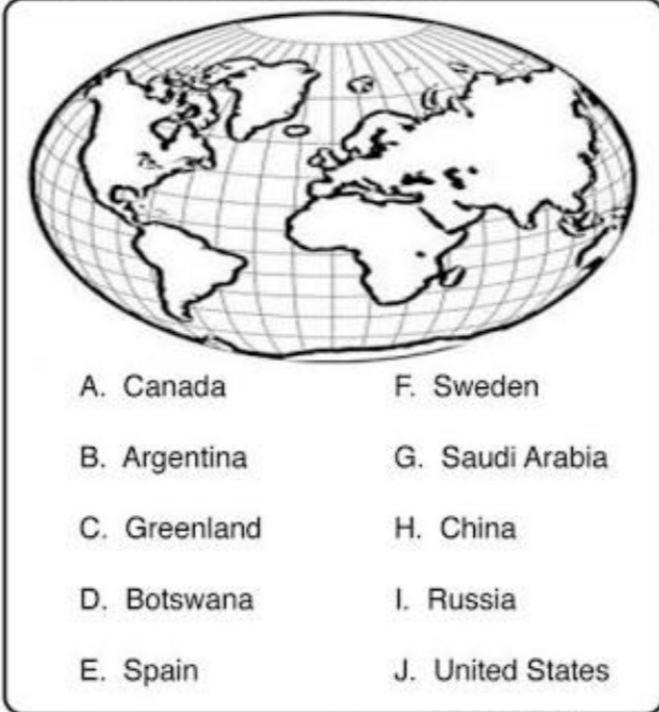 A. Canada
F. Sweden
B. Argentina
G. Saudi Arabia
C. Greenland
H. China
D. Botswana
I. Russia
E. Spain
J. United States